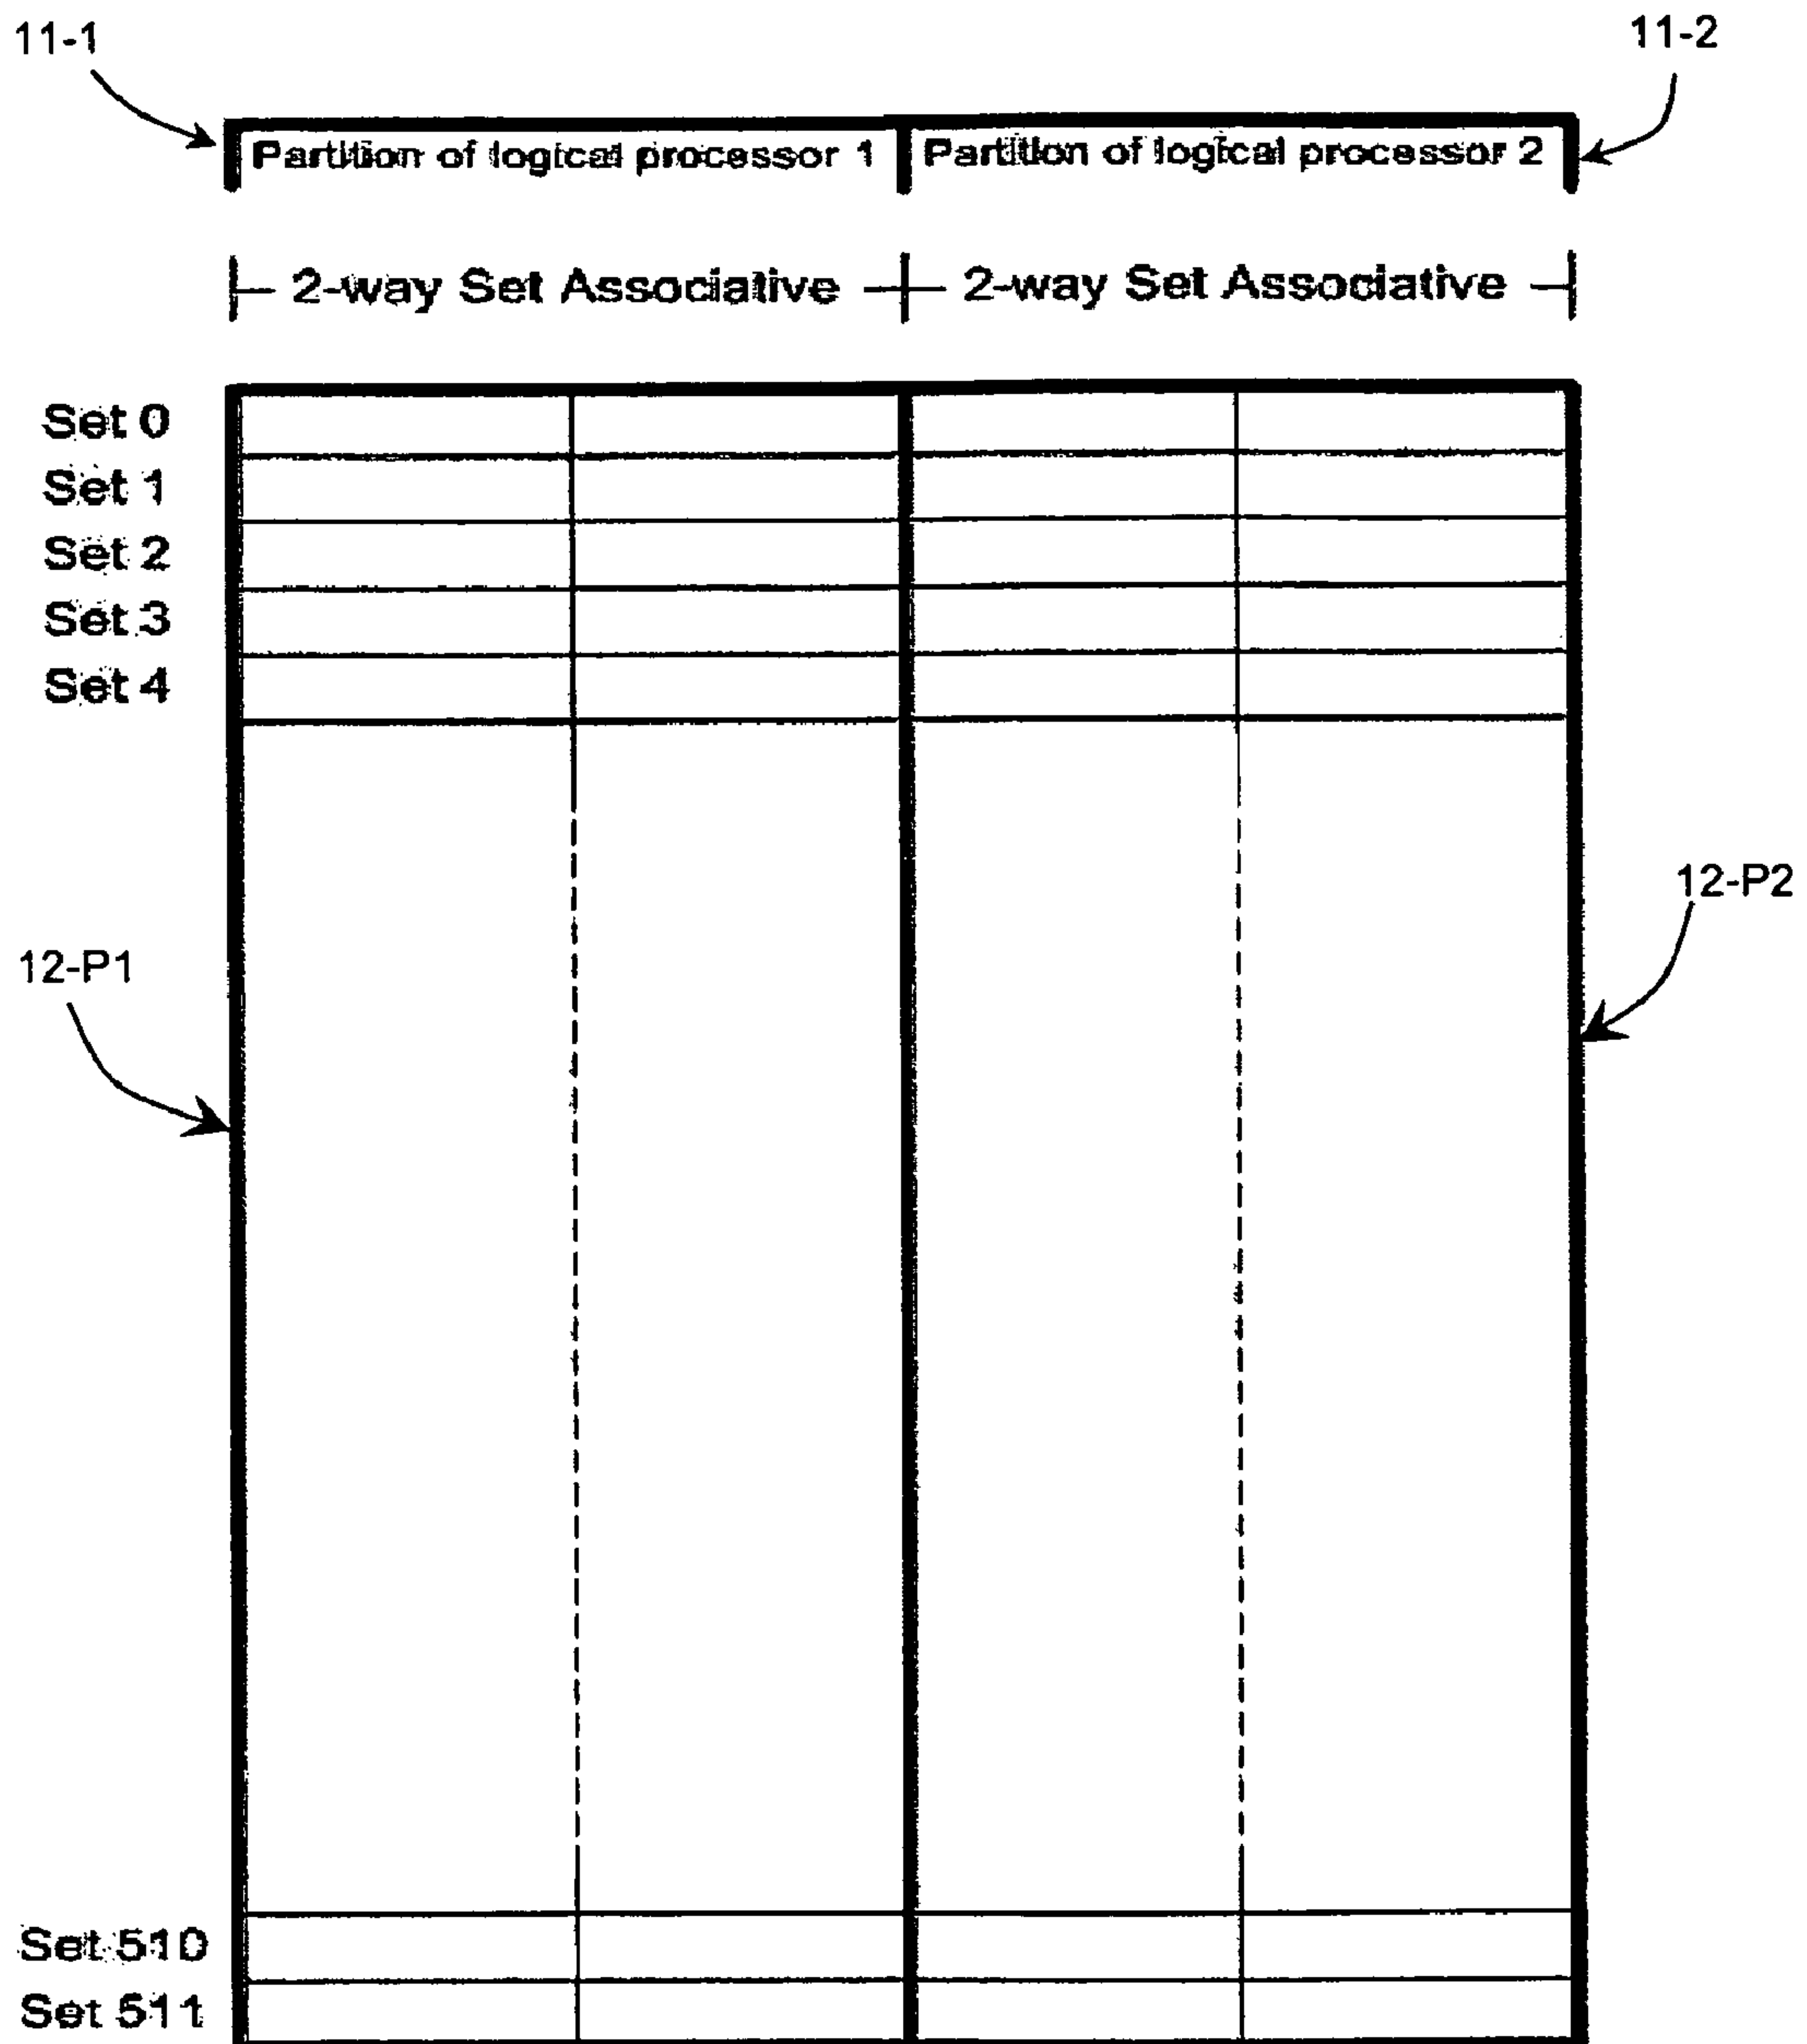 11-1
11-2
Partition of logical processor 1
Partition of logical processor 2
2-way Set Associative
2-way Set Associative
Set 0
Set 1
Set 2
Set 3
Set 4
12-P2
12-P1
Set 510
Set 511